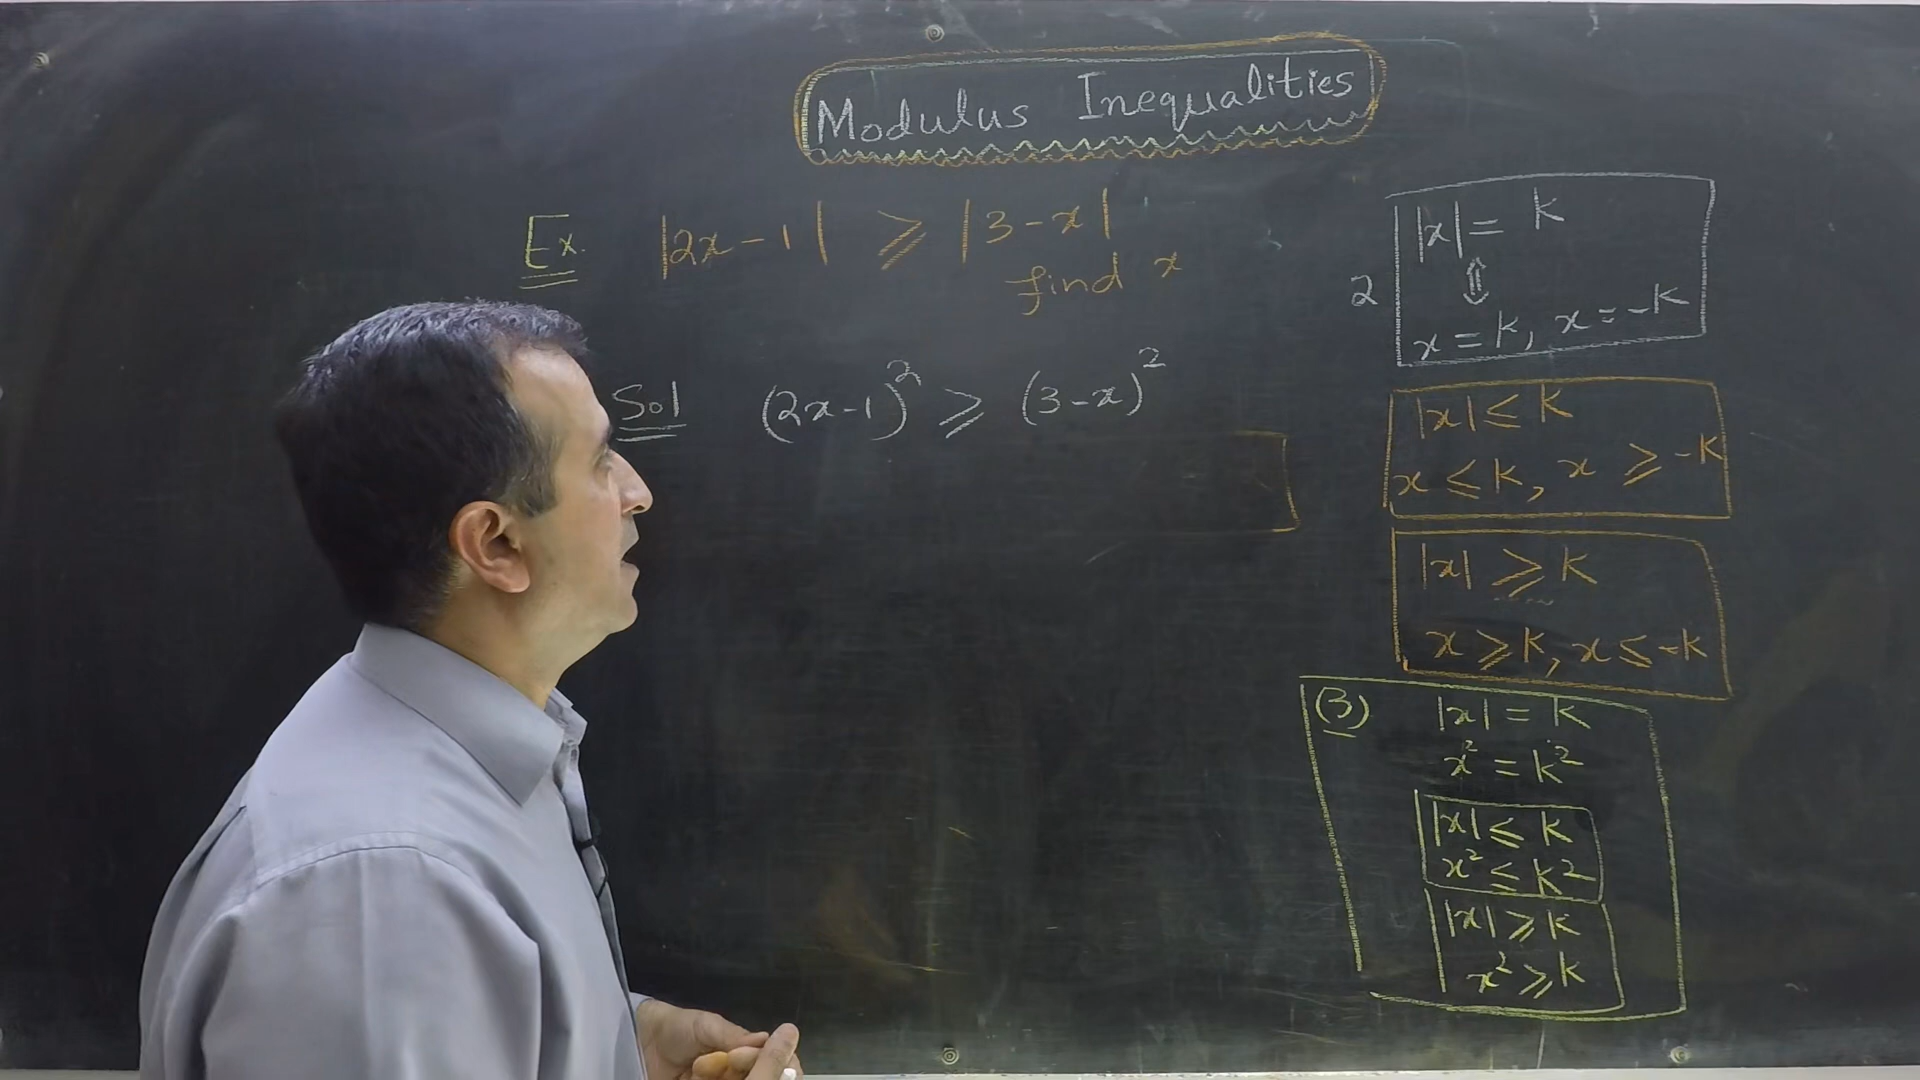 Modulus Inequalities
Ex. |2x-1| ⩾ |3-x|
find x
Sol (2x-1)² ⩾ (3-x)²
2
|x| = K
⇕
x = K, x = -K
|x| ≤ K
x ≤ K, x ⩾ -K
|x| ⩾ K
x ⩾ K, x ≤ -K
(3) |x| = K
x² = K²
|x| ≤ K
x² ≤ K²
|x| ⩾ K
x² ⩾ K